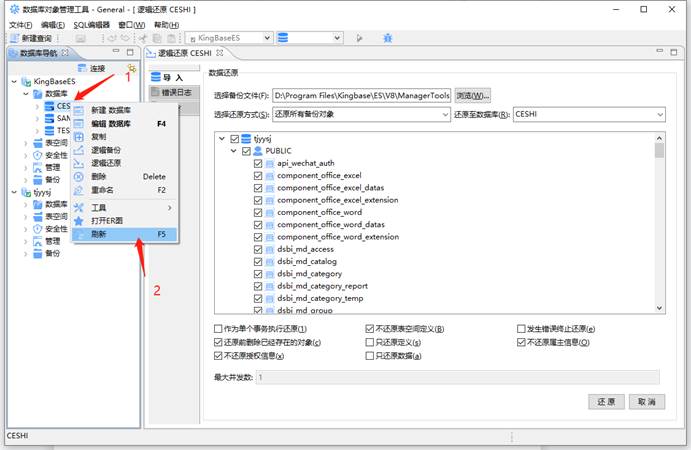 数据库对象管理工具 - General - [ 逻辑还原 CESHI ]
文件(F) 编辑(E) SQL编辑器 窗口(W) 帮助(H)
新建查询 KingBaseES
数据库导航
连接
KingBaseES
数据库
CES
SAN
TES
表空间
安全性
管理
备份
tjyysj
数据库
表空间
安全性
管理
备份
1
新建 数据库
编辑 数据库 F4
复制
逻辑备份
逻辑还原
删除 Delete
重命名 F2
工具
打开ER图
刷新 F5
2
逻辑还原 CESHI
导 入
错误日志
数据还原
选择备份文件(F): D:\Program Files\Kingbase\ES\V8\ManagerTools 浏览(W)...
选择还原方式(S): 还原所有备份对象 还原至数据库(R): CESHI
tjyysj
PUBLIC
api_wechat_auth
component_office_excel
component_office_excel_datas
component_office_excel_extension
component_office_word
component_office_word_datas
component_office_word_extension
dsbi_md_access
dsbi_md_catalog
dsbi_md_category
dsbi_md_category_report
dsbi_md_category_temp
dsbi_md_group
作为单个事务执行还原(1) 不还原表空间定义(B) 发生错误终止还原(e)
还原前删除已经存在的对象(c) 只还原定义(s) 不还原属主信息(O)
不还原授权信息(x) 只还原数据(a)
最大并发数: 1
还 原 取 消
CESHI